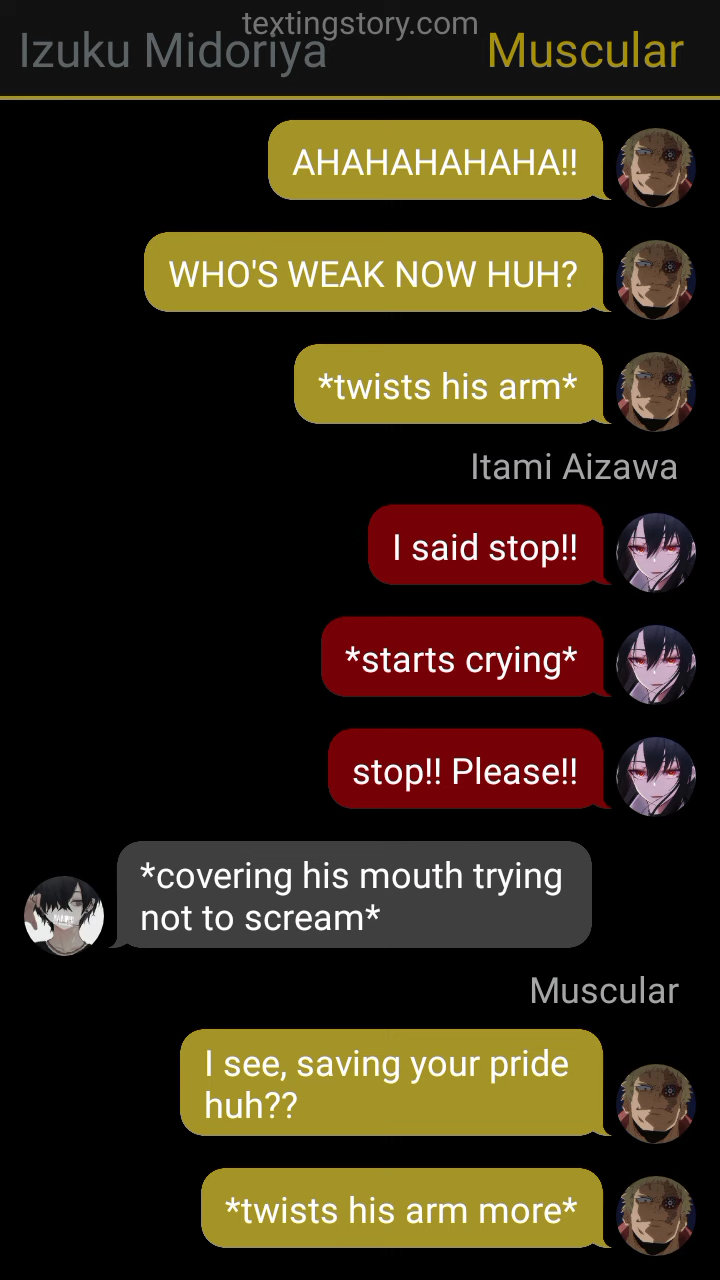 textingstory.com
Izuku Midoriya
Muscular
AHAHAHAHAHA!!
WHO'S WEAK NOW HUH?
*twists his arm*
Itami Aizawa
I said stop!!
*starts crying*
stop!! Please!!
*covering his mouth trying
not to scream*
Muscular
I see, saving your pride
huh??
*twists his arm more*